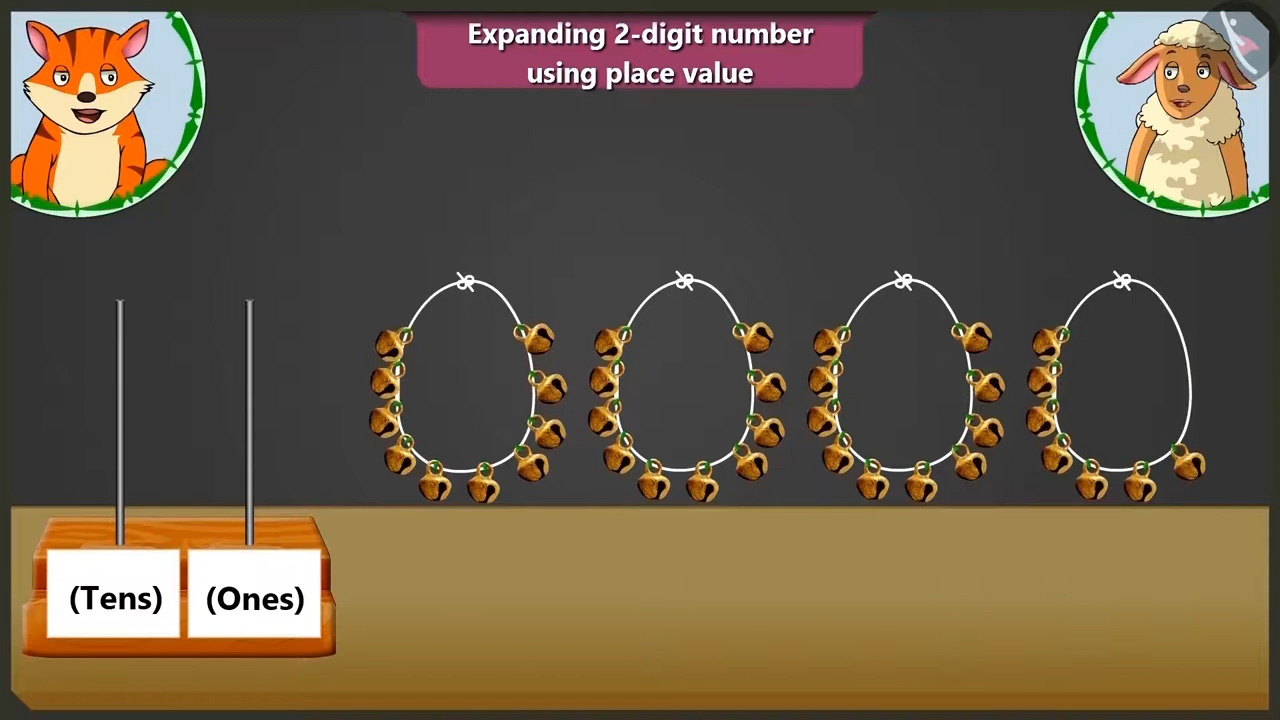 Expanding 2-digit number
using place value
(Tens) (Ones)